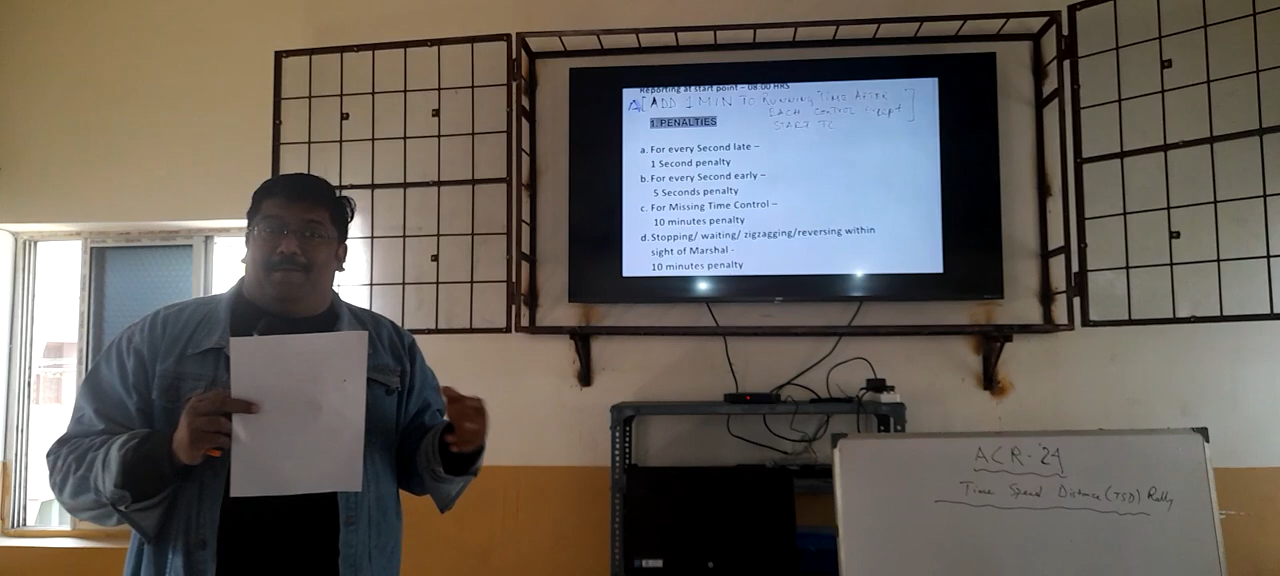 Reporting at start point – 08:00 HRS
[ADD 1 MIN TO RUNNING TIME AFTER
EACH CONTROL except]
START TC
1.PENALTIES
a. For every Second late –
1 Second penalty
b. For every Second early –
5 Seconds penalty
c. For Missing Time Control –
10 minutes penalty
d. Stopping/ waiting/ zigzagging/reversing within
sight of Marshal -
10 minutes penalty
ACR-'24
Time Speed Distance (TSD) Rally